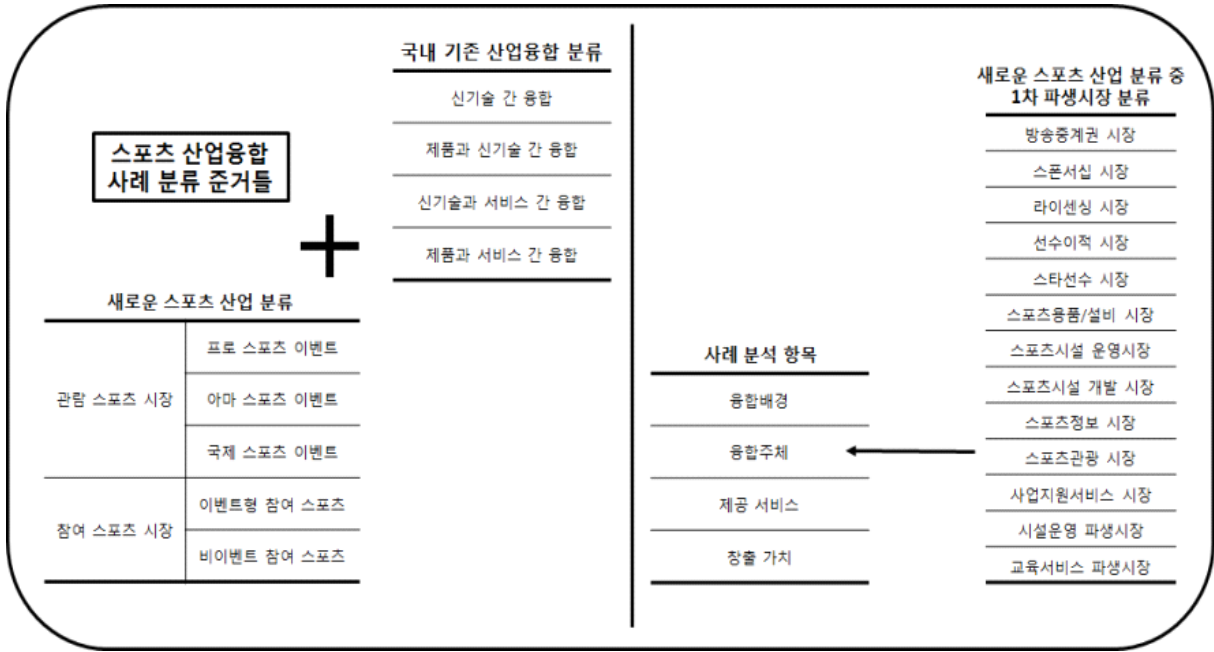 스포츠 산업융합
사례 분류 준거들
국내 기존 산업융합 분류
신기술 간 융합
제품과 신기술 간 융합
신기술과 서비스 간 융합
제품과 서비스 간 융합
새로운 스포츠 산업 분류
관람 스포츠 시장
프로 스포츠 이벤트
아마 스포츠 이벤트
국제 스포츠 이벤트
참여 스포츠 시장
이벤트형 참여 스포츠
비이벤트 참여 스포츠
사례 분석 항목
융합배경
융합주체
제공 서비스
창출 가치
새로운 스포츠 산업 분류 중
1차 파생시장 분류
방송중계권 시장
스폰서십 시장
라이센싱 시장
선수이적 시장
스타선수 시장
스포츠용품/설비 시장
스포츠시설 운영시장
스포츠시설 개발 시장
스포츠정보 시장
스포츠관광 시장
사업지원서비스 시장
시설운영 파생시장
교육서비스 파생시장